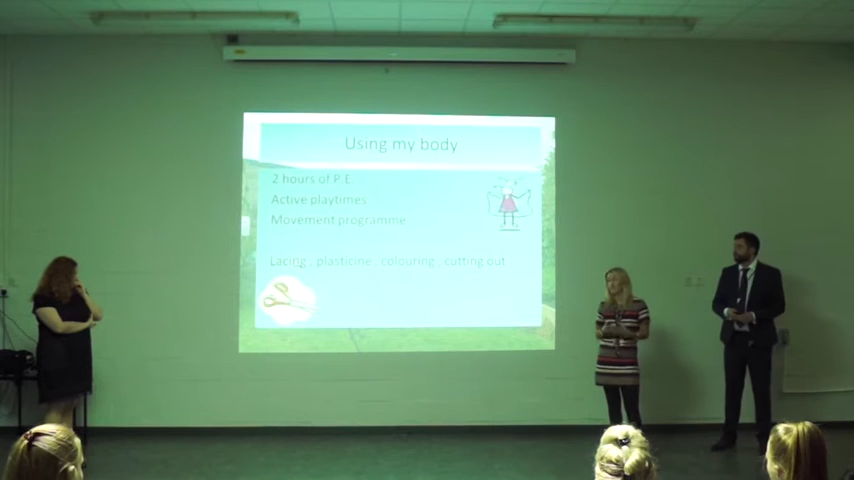 Using my body
2 hours of P.E.
Active playtimes
Movement programme
Lacing , plasticine , colouring , cutting out